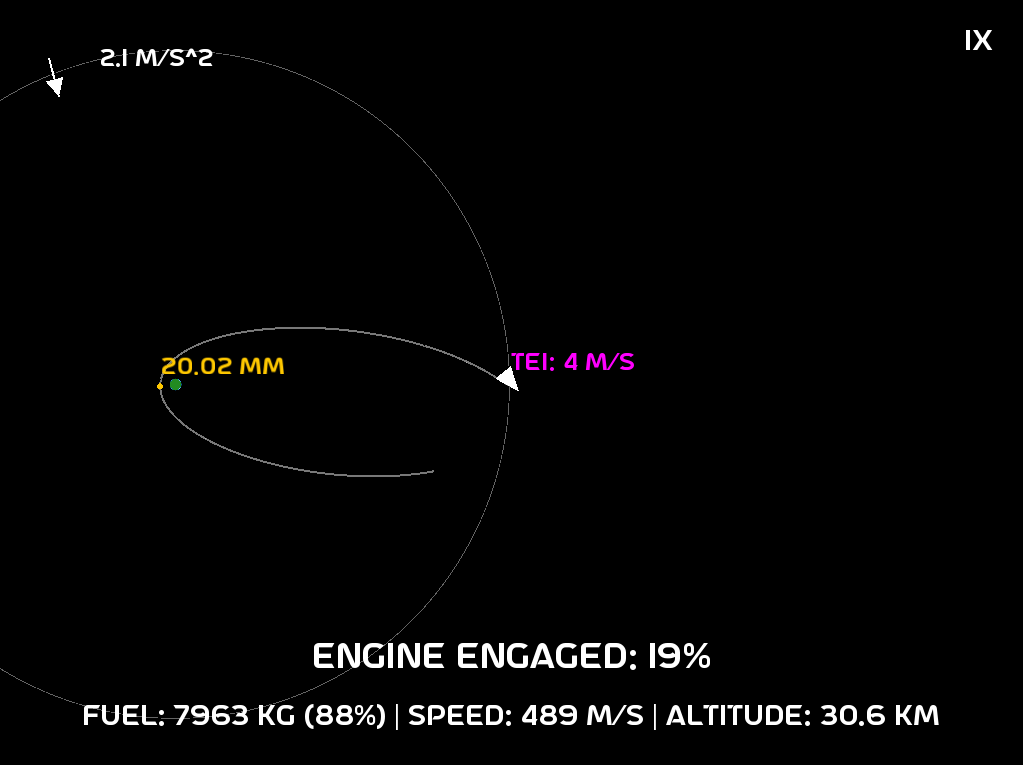 2.1 M/S^2
IX
20.02 MM
TEI: 4 M/S
ENGINE ENGAGED: 19%
FUEL: 7963 KG (88%) | SPEED: 489 M/S | ALTITUDE: 30.6 KM